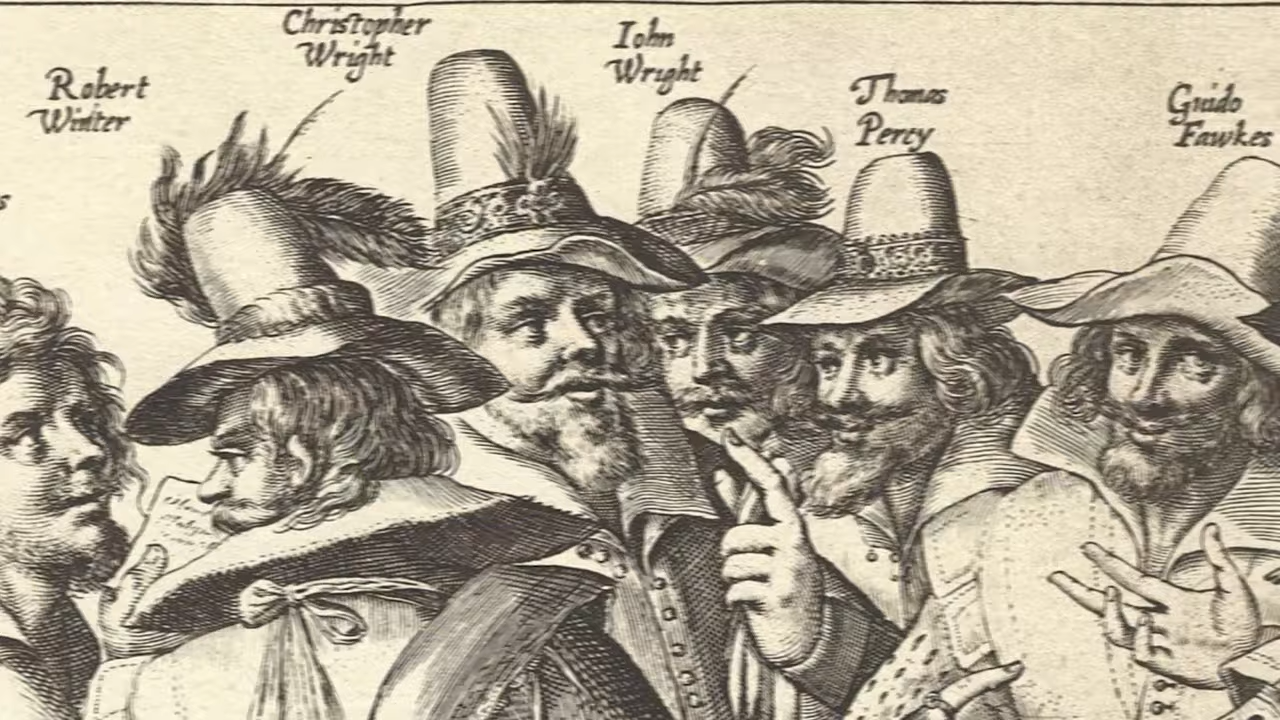 Christopher
Wright
Iohn
Wright
Robert
Winter
Thomas
Percy
Guido
Fawkes